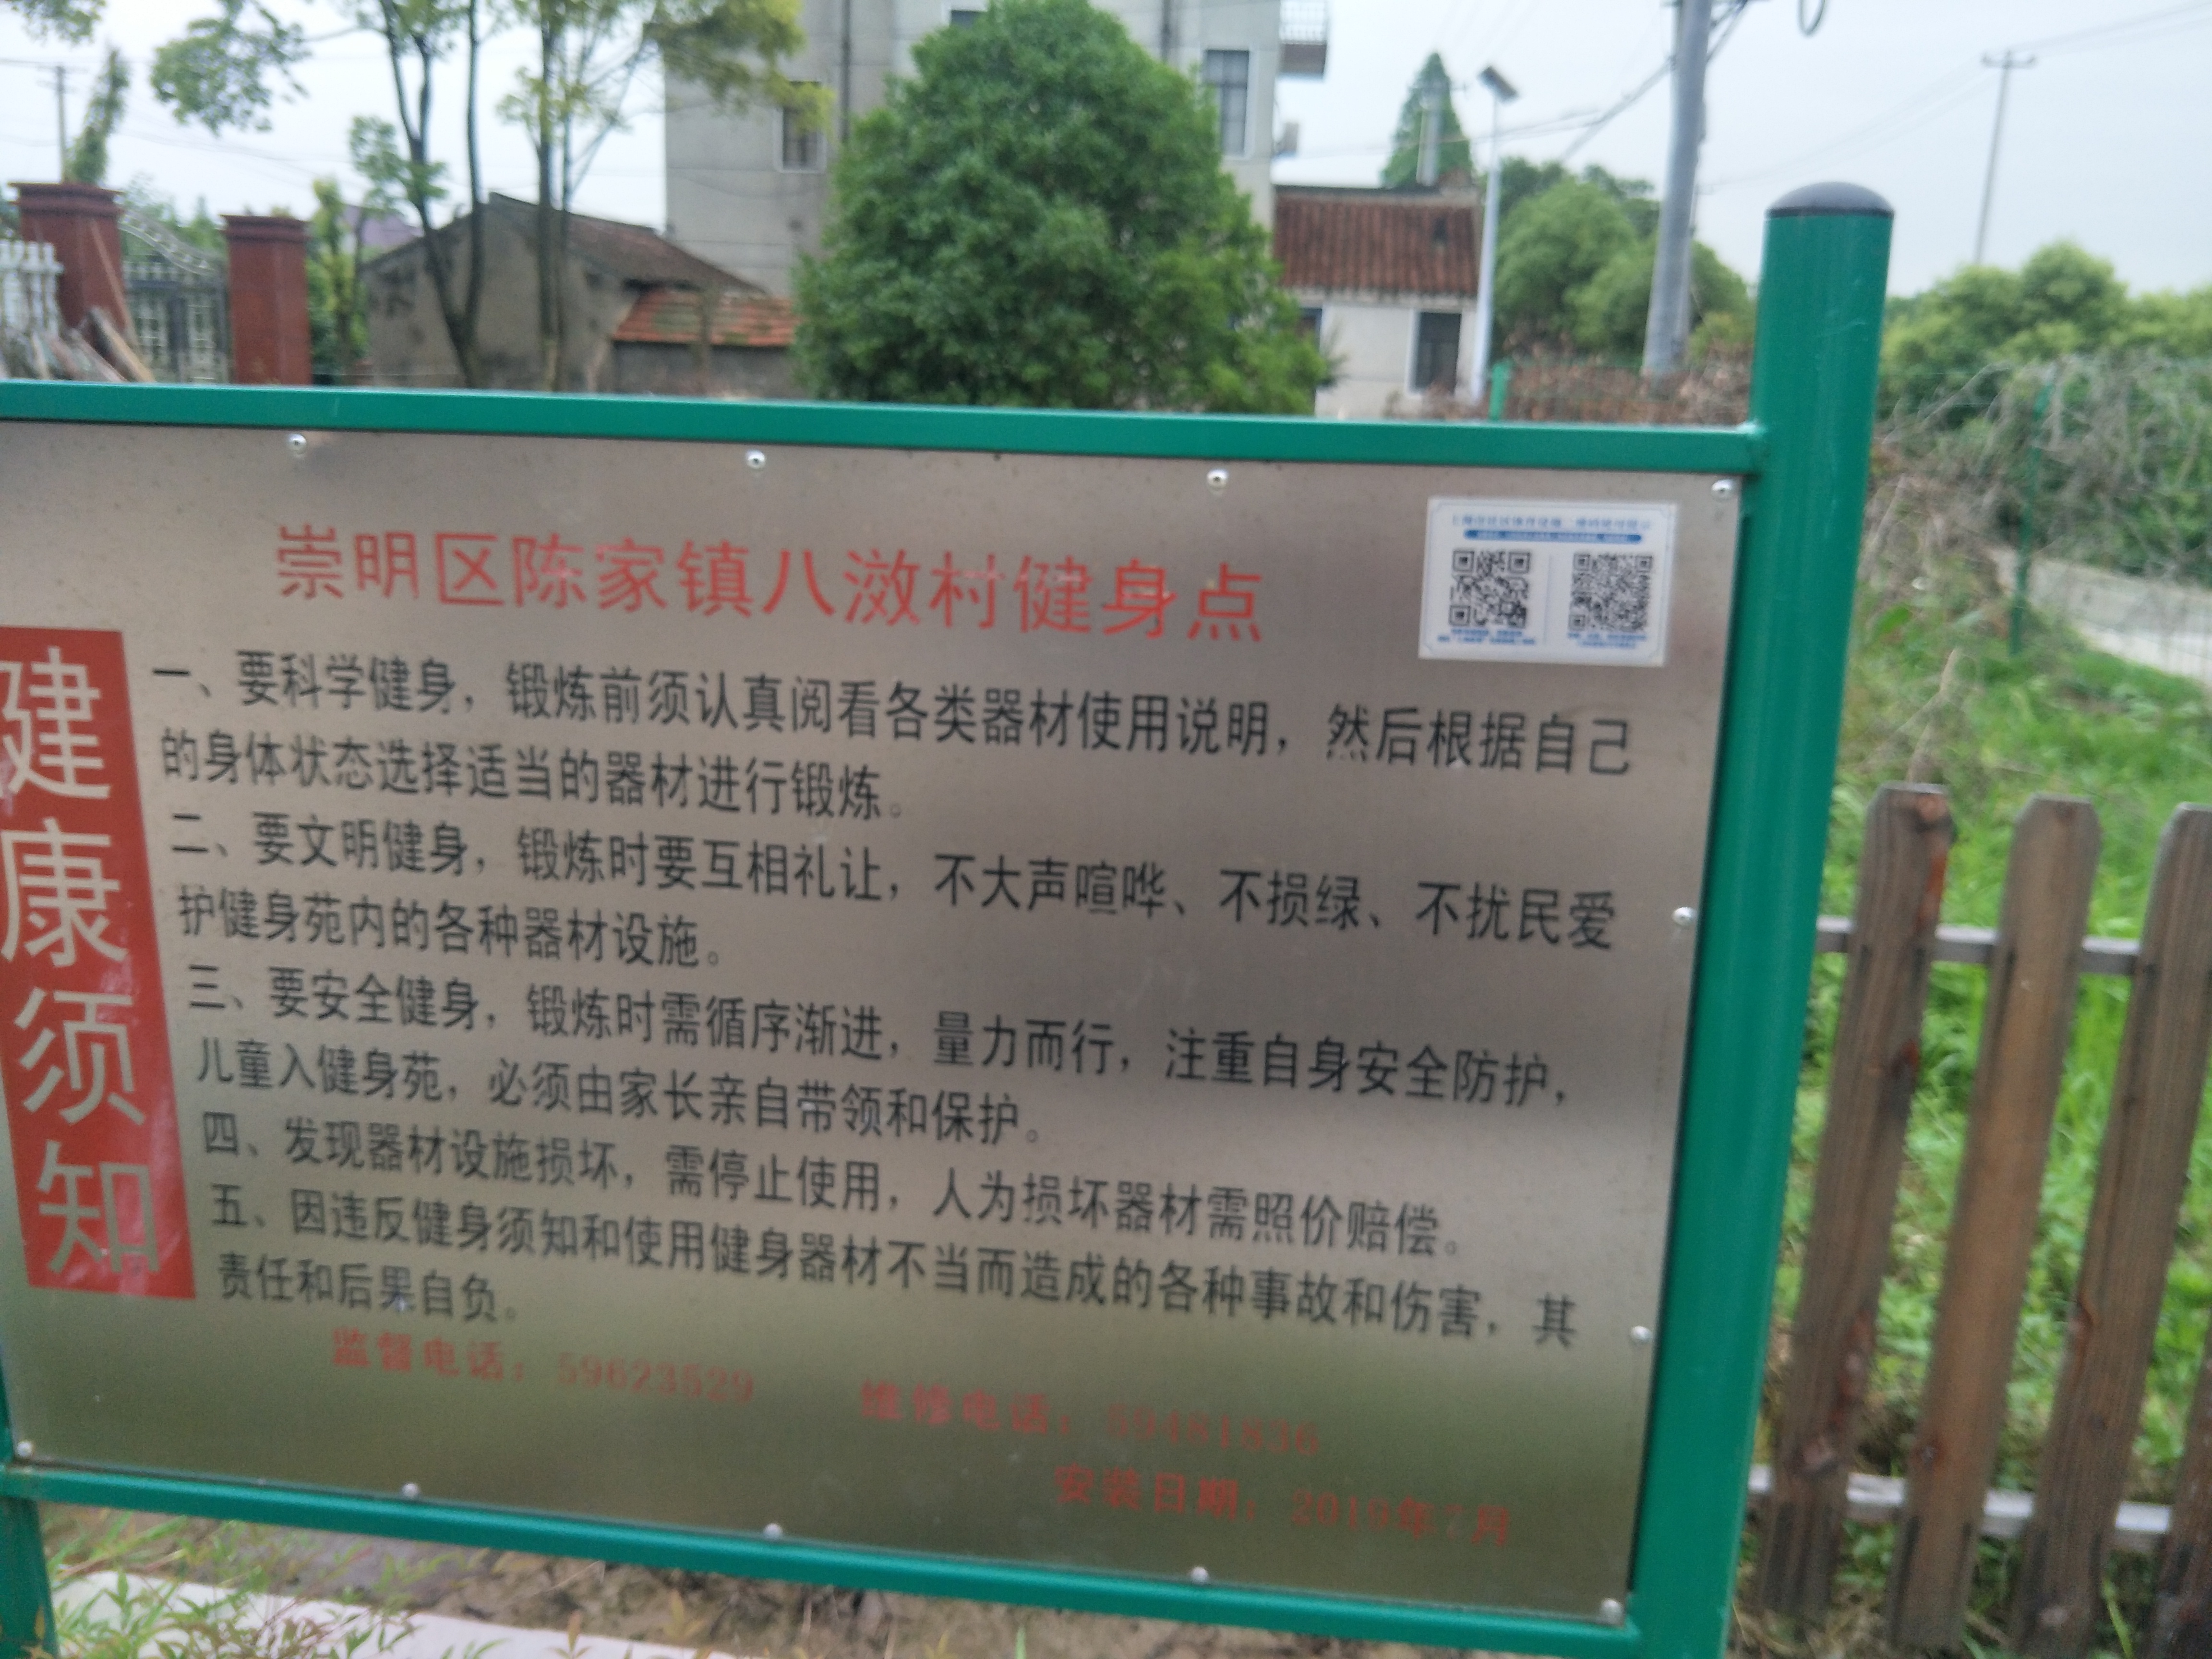 崇明区陈家镇八滧村健身点
健康须知
一、要科学健身，锻炼前须认真阅看各类器材使用说明，然后根据自己
的身体状态选择适当的器材进行锻炼。
二、要文明健身，锻炼时要互相礼让，不大声喧哗、不损绿、不扰民爱
护健身苑内的各种器材设施。
三、要安全健身，锻炼时需循序渐进，量力而行，注重自身安全防护，
儿童入健身苑，必须由家长亲自带领和保护。
四、发现器材设施损坏，需停止使用，人为损坏器材需照价赔偿。
五、因违反健身须知和使用健身器材不当而造成的各种事故和伤害，其
责任和后果自负。
监督电话：59623529 维修电话：59481836
安装日期：2019年7月